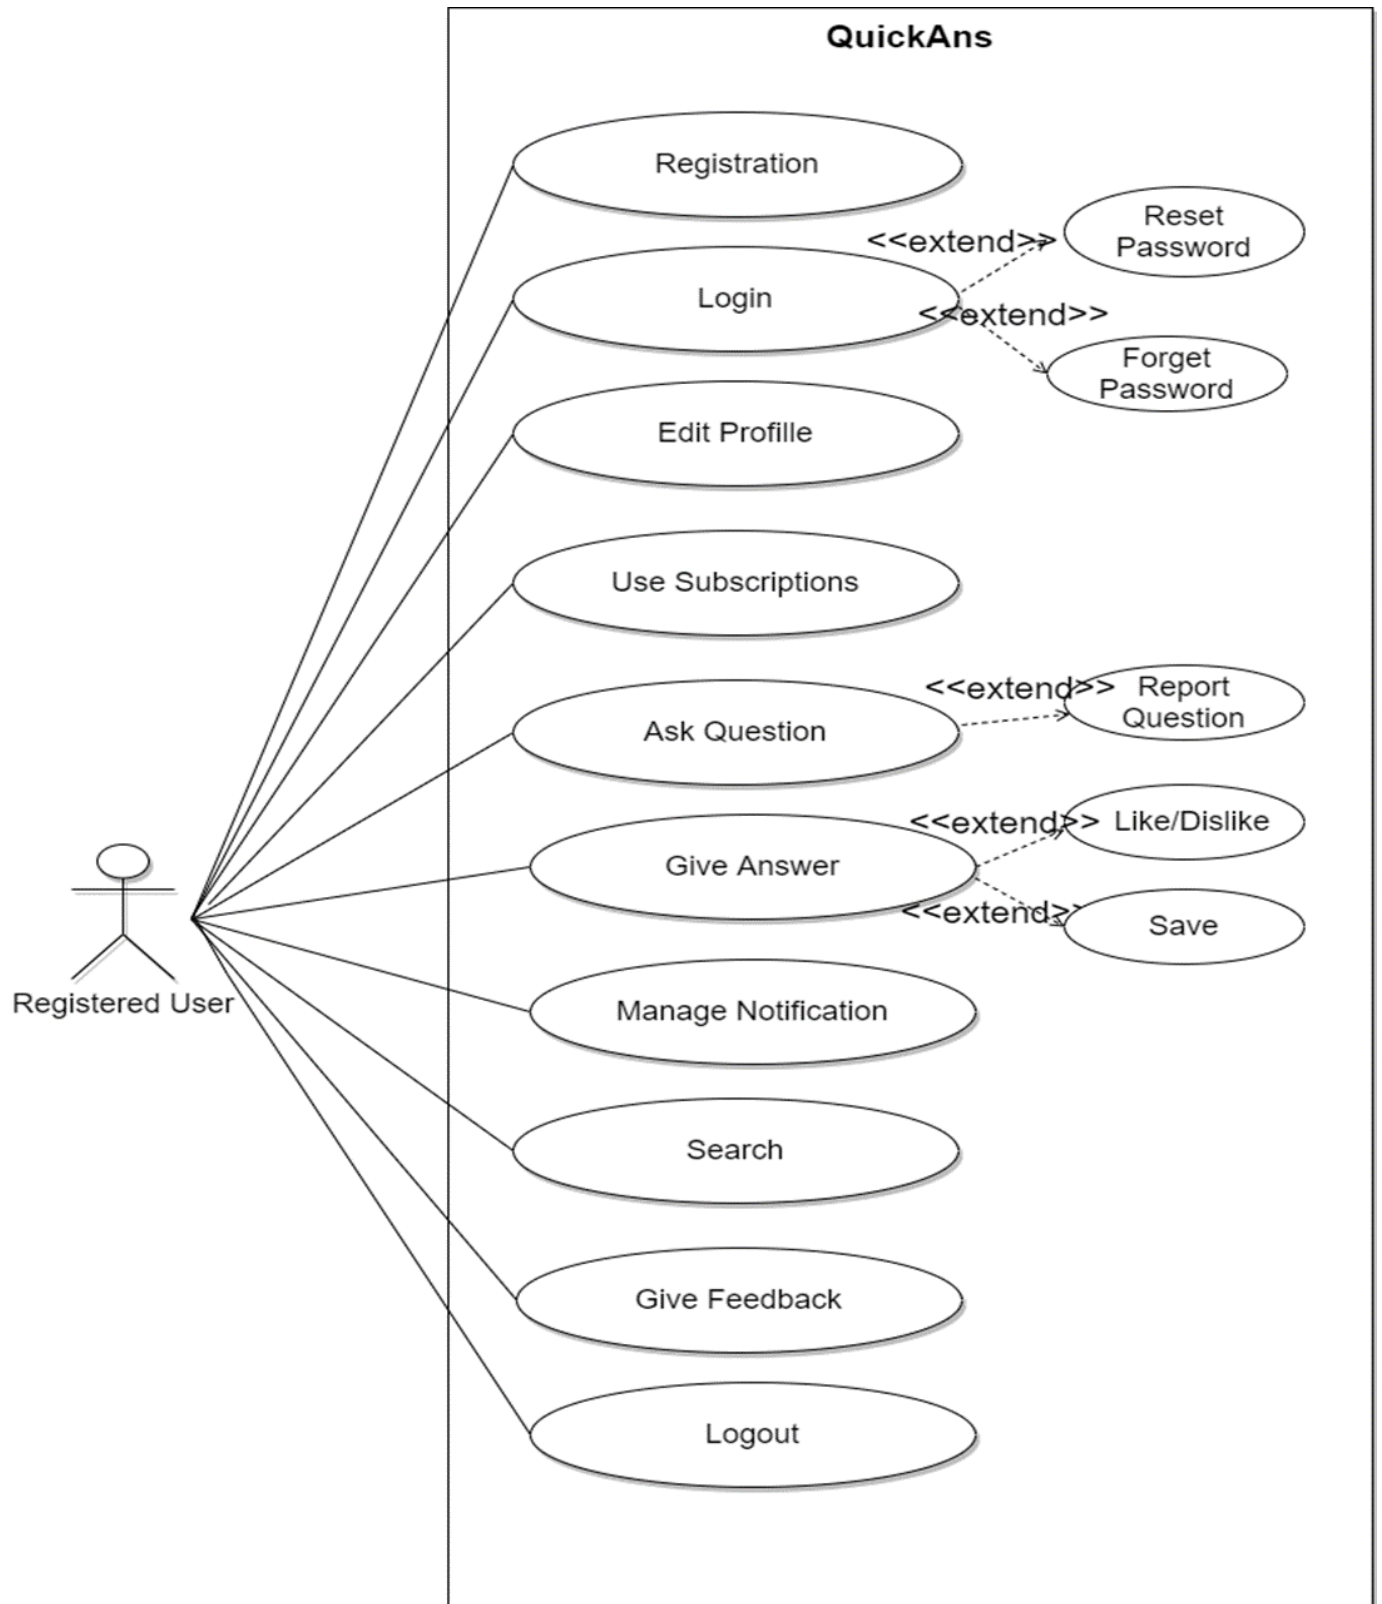 QuickAns
Registration
Reset
Password
<<extend>>
Login
<<extend>>
Forget
Password
Edit Profille
Use Subscriptions
<<extend>>
Report
Question
Ask Question
<<extend>>
Like/Dislike
Give Answer
<<extend>>
Save
Registered User
Manage Notification
Search
Give Feedback
Logout